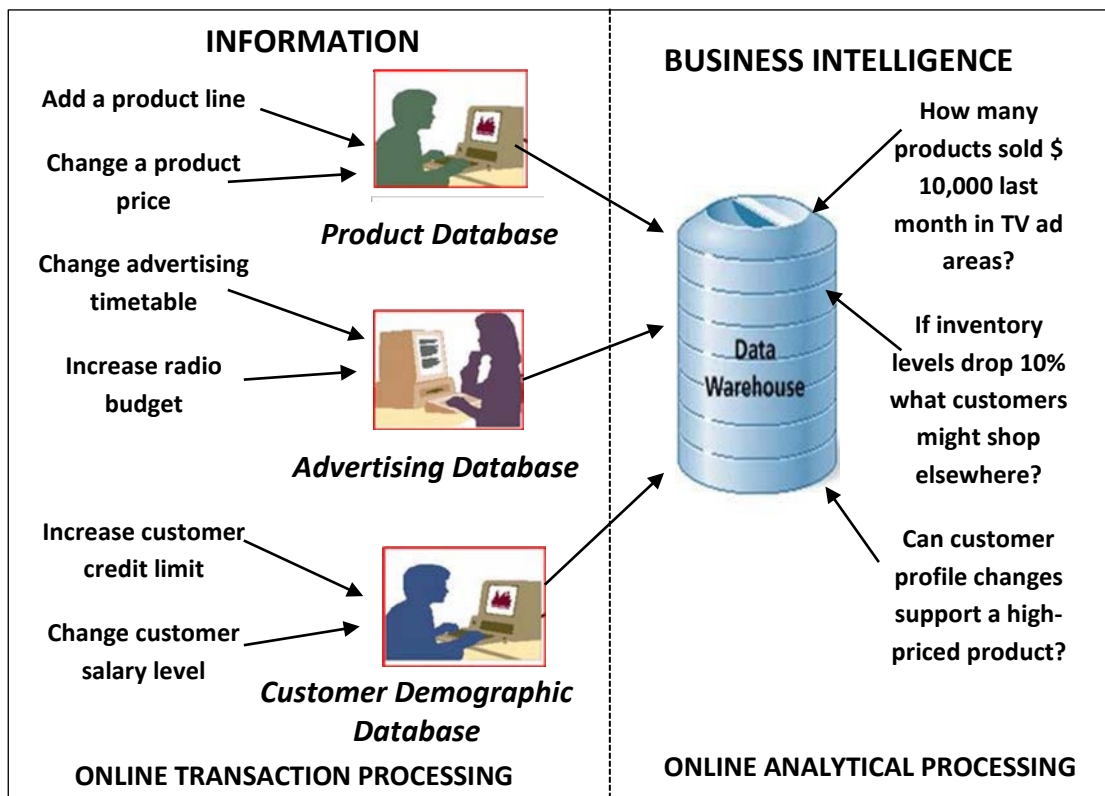 INFORMATION
Add a product line
Change a product
price
Product Database
Change advertising
timetable
Increase radio
budget
Advertising Database
Increase customer
credit limit
Change customer
salary level
Customer Demographic
Database
ONLINE TRANSACTION PROCESSING
BUSINESS INTELLIGENCE
Data
Warehouse
How many
products sold $
10,000 last
month in TV ad
areas?
If inventory
levels drop 10%
what customers
might shop
elsewhere?
Can customer
profile changes
support a high-
priced product?
ONLINE ANALYTICAL PROCESSING